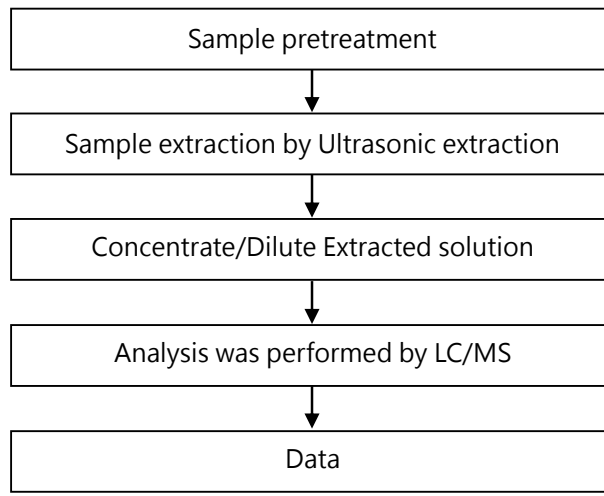 Sample pretreatment
Sample extraction by Ultrasonic extraction
Concentrate/Dilute Extracted solution
Analysis was performed by LC/MS
Data